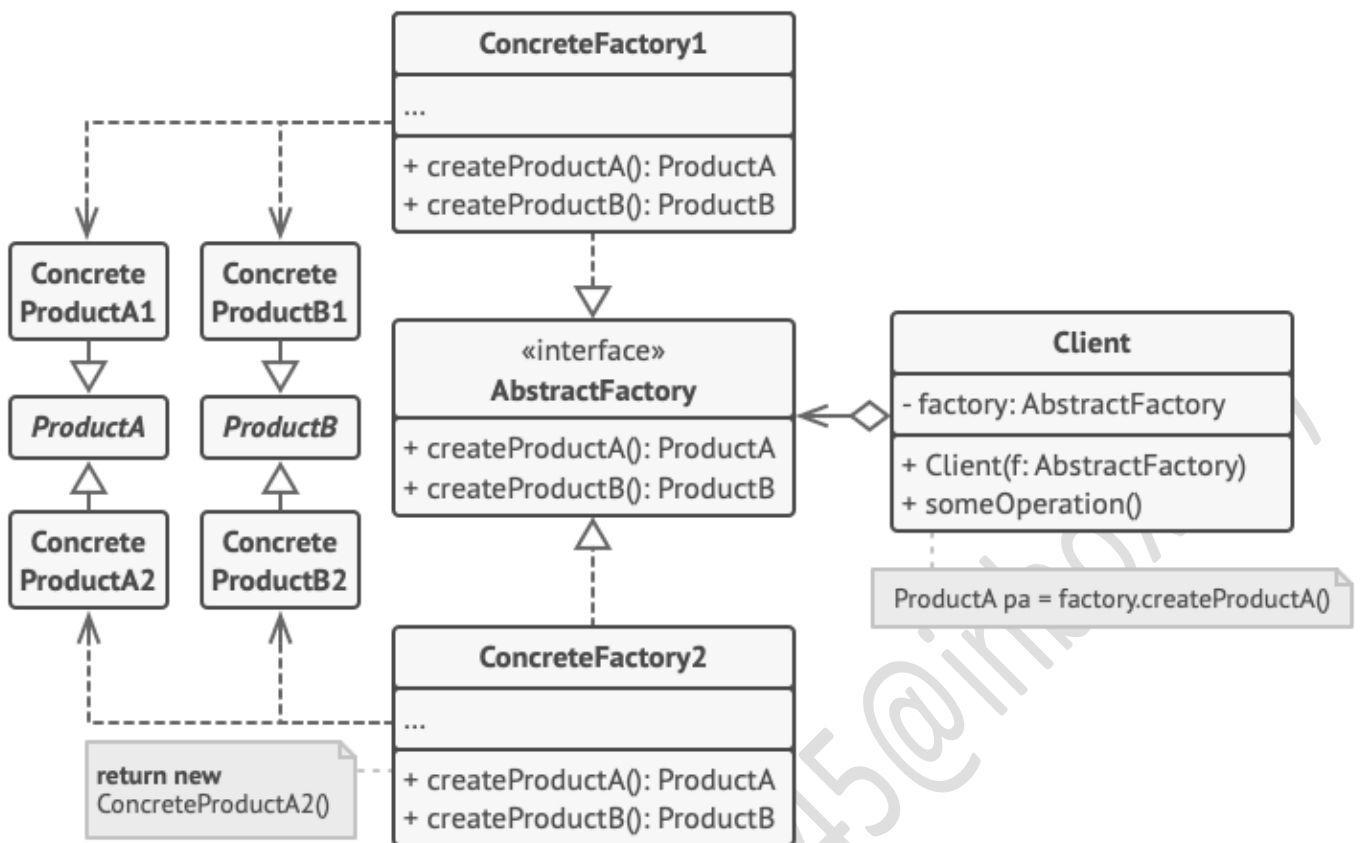 ConcreteFactory1
...
+ createProductA(): ProductA
+ createProductB(): ProductB
Concrete
ProductA1
Concrete
ProductB1
«interface»
AbstractFactory
+ createProductA(): ProductA
+ createProductB(): ProductB
Client
- factory: AbstractFactory
+ Client(f: AbstractFactory)
+ someOperation()
ProductA
ProductB
Concrete
ProductA2
Concrete
ProductB2
ProductA pa = factory.createProductA()
ConcreteFactory2
...
+ createProductA(): ProductA
+ createProductB(): ProductB
return new
ConcreteProductA2()